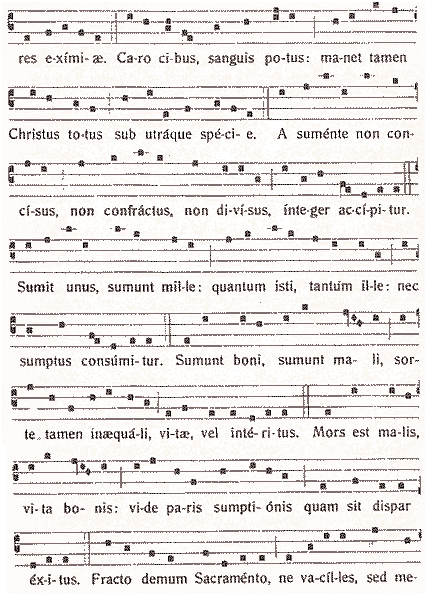 res e-xími- æ. Ca-ro ci-bus, sanguis po-tus: ma-net tamen
Christus to-tus sub utráque spé-ci- e. A suménte non con-
cí-sus, non confráctus, non di-ví-sus, ínte-ger ac-cí-pi-tur.
Sumit unus, sumunt mil-le: quantum isti, tantum il-le: nec
sumptus consúmi-tur. Sumunt boni, sumunt ma- li, sor-
te tamen inæquá-li, vi-tæ, vel inté-ri-tus. Mors est ma-lis,
vi-ta bo- nis: vi-de pa-ris sumpti-ónis quam sit dispar
éx-i-tus. Fracto demum Sacraménto, ne va-cíl-les, sed me-